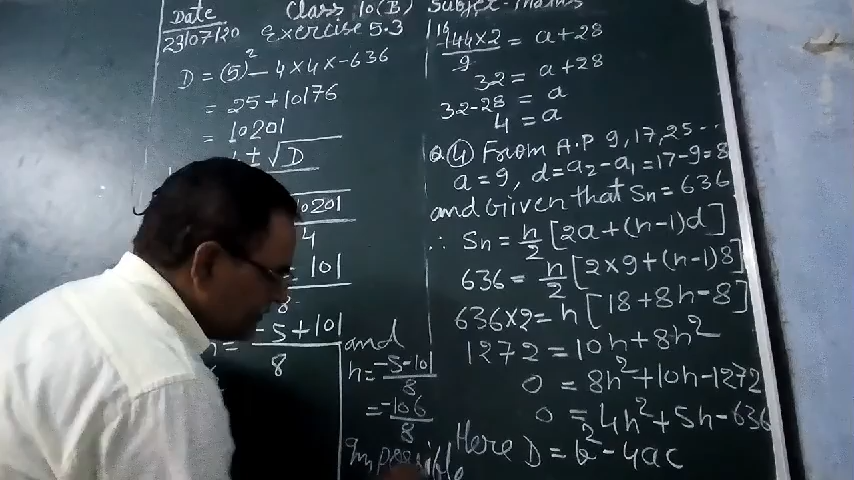 Date
23/07/20
Class 10(B) Subject-Maths
exercise 5.3
D = (5)² - 4×4×-636
= 25+10176
= 10201
± √D
10201
4
101
8
-5+101
8
and
n = -5-101
8
= -106
8
Impossible
144×2 = a+28
9
32 = a+28
32-28 = a
4 = a
Q(4) From A.P 9,17,25--
a = 9, d = a₂-a₁ = 17-9=8
and Given that Sn = 636
∴ Sn = n/2 [2a+(n-1)d]
636 = n/2 [2×9+(n-1)8]
636×2 = n[18+8n-8]
1272 = 10n+8n²
0 = 8n²+10n-1272
0 = 4n²+5n-636
Here D = b²-4ac